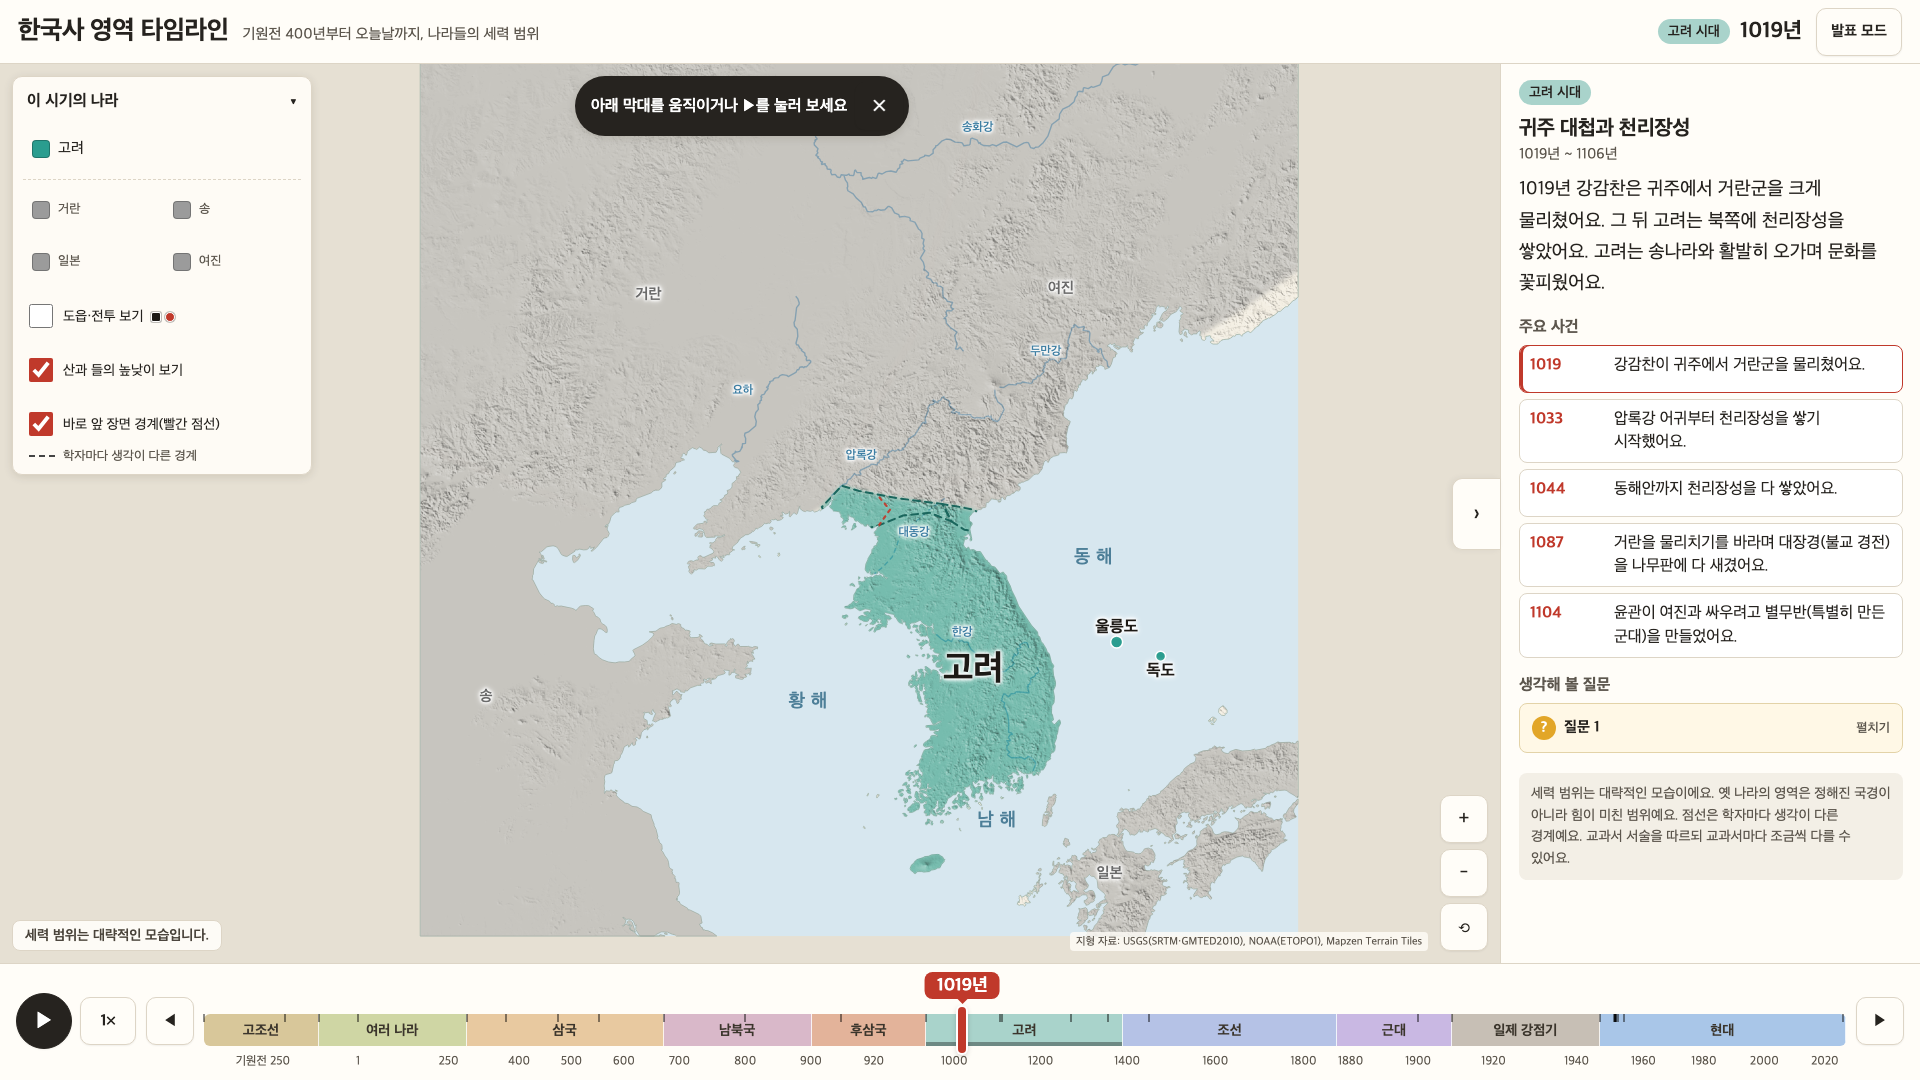 한국사 영역 타임라인
기원전 400년부터 오늘날까지, 나라들의 세력 범위
고려 시대
1019년
발표 모드
이 시기의 나라
고려
거란
송
일본
여진
도읍·전투 보기
산과 들의 높낮이 보기
바로 앞 장면 경계(빨간 점선)
학자마다 생각이 다른 경계
아래 막대를 움직이거나 ▶를 눌러 보세요 ✕
송화강
거란
여진
두만강
요하
압록강
대동강
동해
울릉도
한강
고려
독도
송
황해
남해
일본
세력 범위는 대략적인 모습입니다.
지형 자료: USGS(SRTM·GMTED2010), NOAA(ETOPO1), Mapzen Terrain Tiles
고려 시대
귀주 대첩과 천리장성
1019년 ~ 1106년
1019년 강감찬은 귀주에서 거란군을 크게
물리쳤어요. 그 뒤 고려는 북쪽에 천리장성을
쌓았어요. 고려는 송나라와 활발히 오가며 문화를
꽃피웠어요.
주요 사건
1019 강감찬이 귀주에서 거란군을 물리쳤어요.
1033 압록강 어귀부터 천리장성을 쌓기
시작했어요.
1044 동해안까지 천리장성을 다 쌓았어요.
1087 거란을 물리치기를 바라며 대장경(불교 경전)
을 나무판에 다 새겼어요.
1104 윤관이 여진과 싸우려고 별무반(특별히 만든
군대)을 만들었어요.
생각해 볼 질문
? 질문 1 펼치기
세력 범위는 대략적인 모습이에요. 옛 나라의 영역은 정해진 국경이
아니라 힘이 미친 범위예요. 점선은 학자마다 생각이 다른
경계예요. 교과서 서술을 따르되 교과서마다 조금씩 다를 수
있어요.
1019년
1×
고조선 여러 나라 삼국 남북국 후삼국 고려 조선 근대 일제 강점기 현대
기원전 250 1 250 400 500 600 700 800 900 920 1000 1200 1400 1600 1800 1880 1900 1920 1940 1960 1980 2000 2020